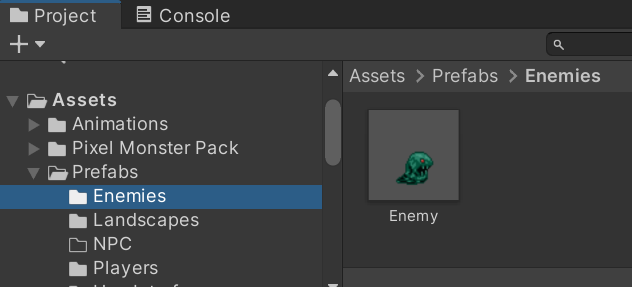 Project
Console
Assets > Prefabs > Enemies
Assets
Animations
Pixel Monster Pack
Prefabs
Enemies
Landscapes
NPC
Players
Enemy